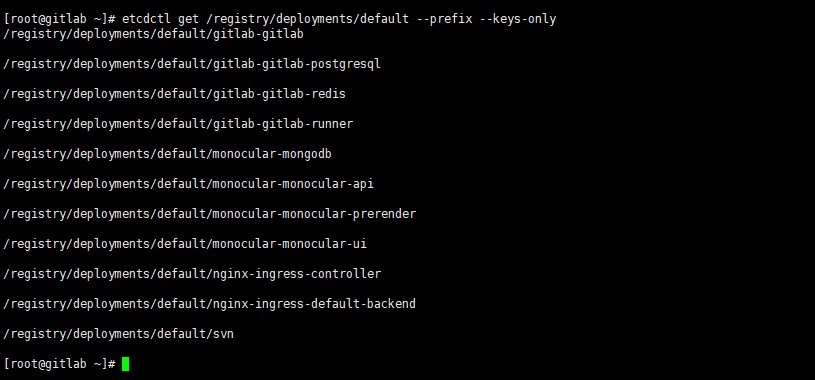 [root@gitlab ~]# etcdctl get /registry/deployments/default --prefix --keys-only
/registry/deployments/default/gitlab-gitlab
/registry/deployments/default/gitlab-gitlab-postgresql
/registry/deployments/default/gitlab-gitlab-redis
/registry/deployments/default/gitlab-gitlab-runner
/registry/deployments/default/monocular-mongodb
/registry/deployments/default/monocular-monocular-api
/registry/deployments/default/monocular-monocular-prerender
/registry/deployments/default/monocular-monocular-ui
/registry/deployments/default/nginx-ingress-controller
/registry/deployments/default/nginx-ingress-default-backend
/registry/deployments/default/svn
[root@gitlab ~]#